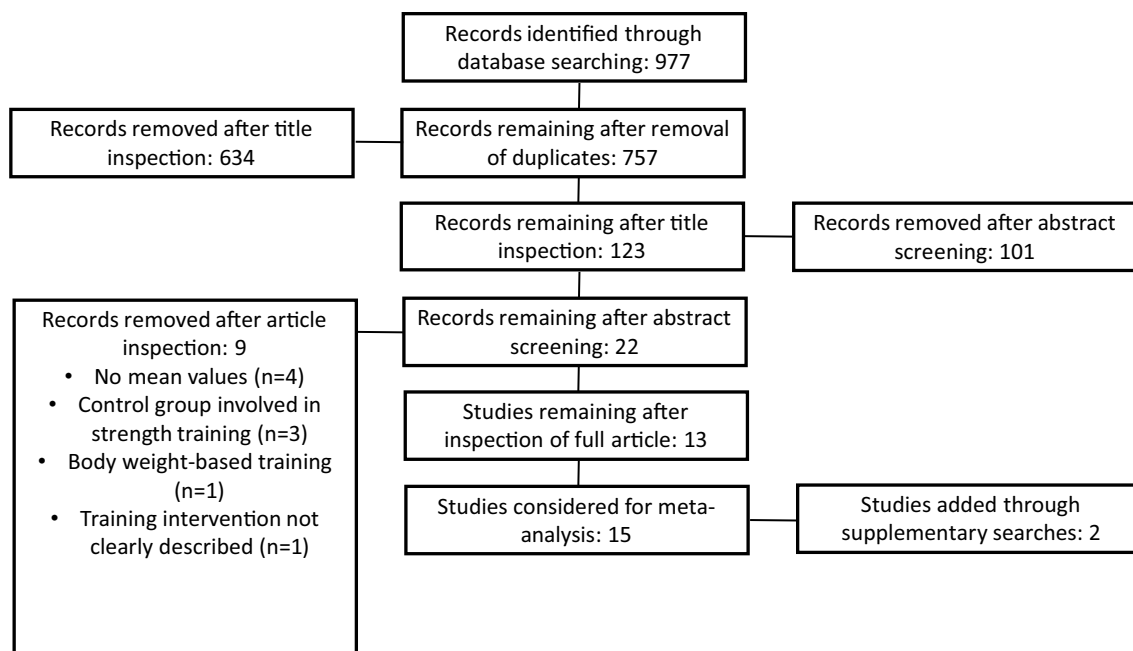 Records identified through
database searching: 977
Records removed after title
inspection: 634
Records remaining after removal
of duplicates: 757
Records remaining after title
inspection: 123
Records removed after abstract
screening: 101
Records removed after article
inspection: 9
• No mean values (n=4)
• Control group involved in
strength training (n=3)
• Body weight-based training
(n=1)
• Training intervention not
clearly described (n=1)
Records remaining after abstract
screening: 22
Studies remaining after
inspection of full article: 13
Studies considered for meta-
analysis: 15
Studies added through
supplementary searches: 2